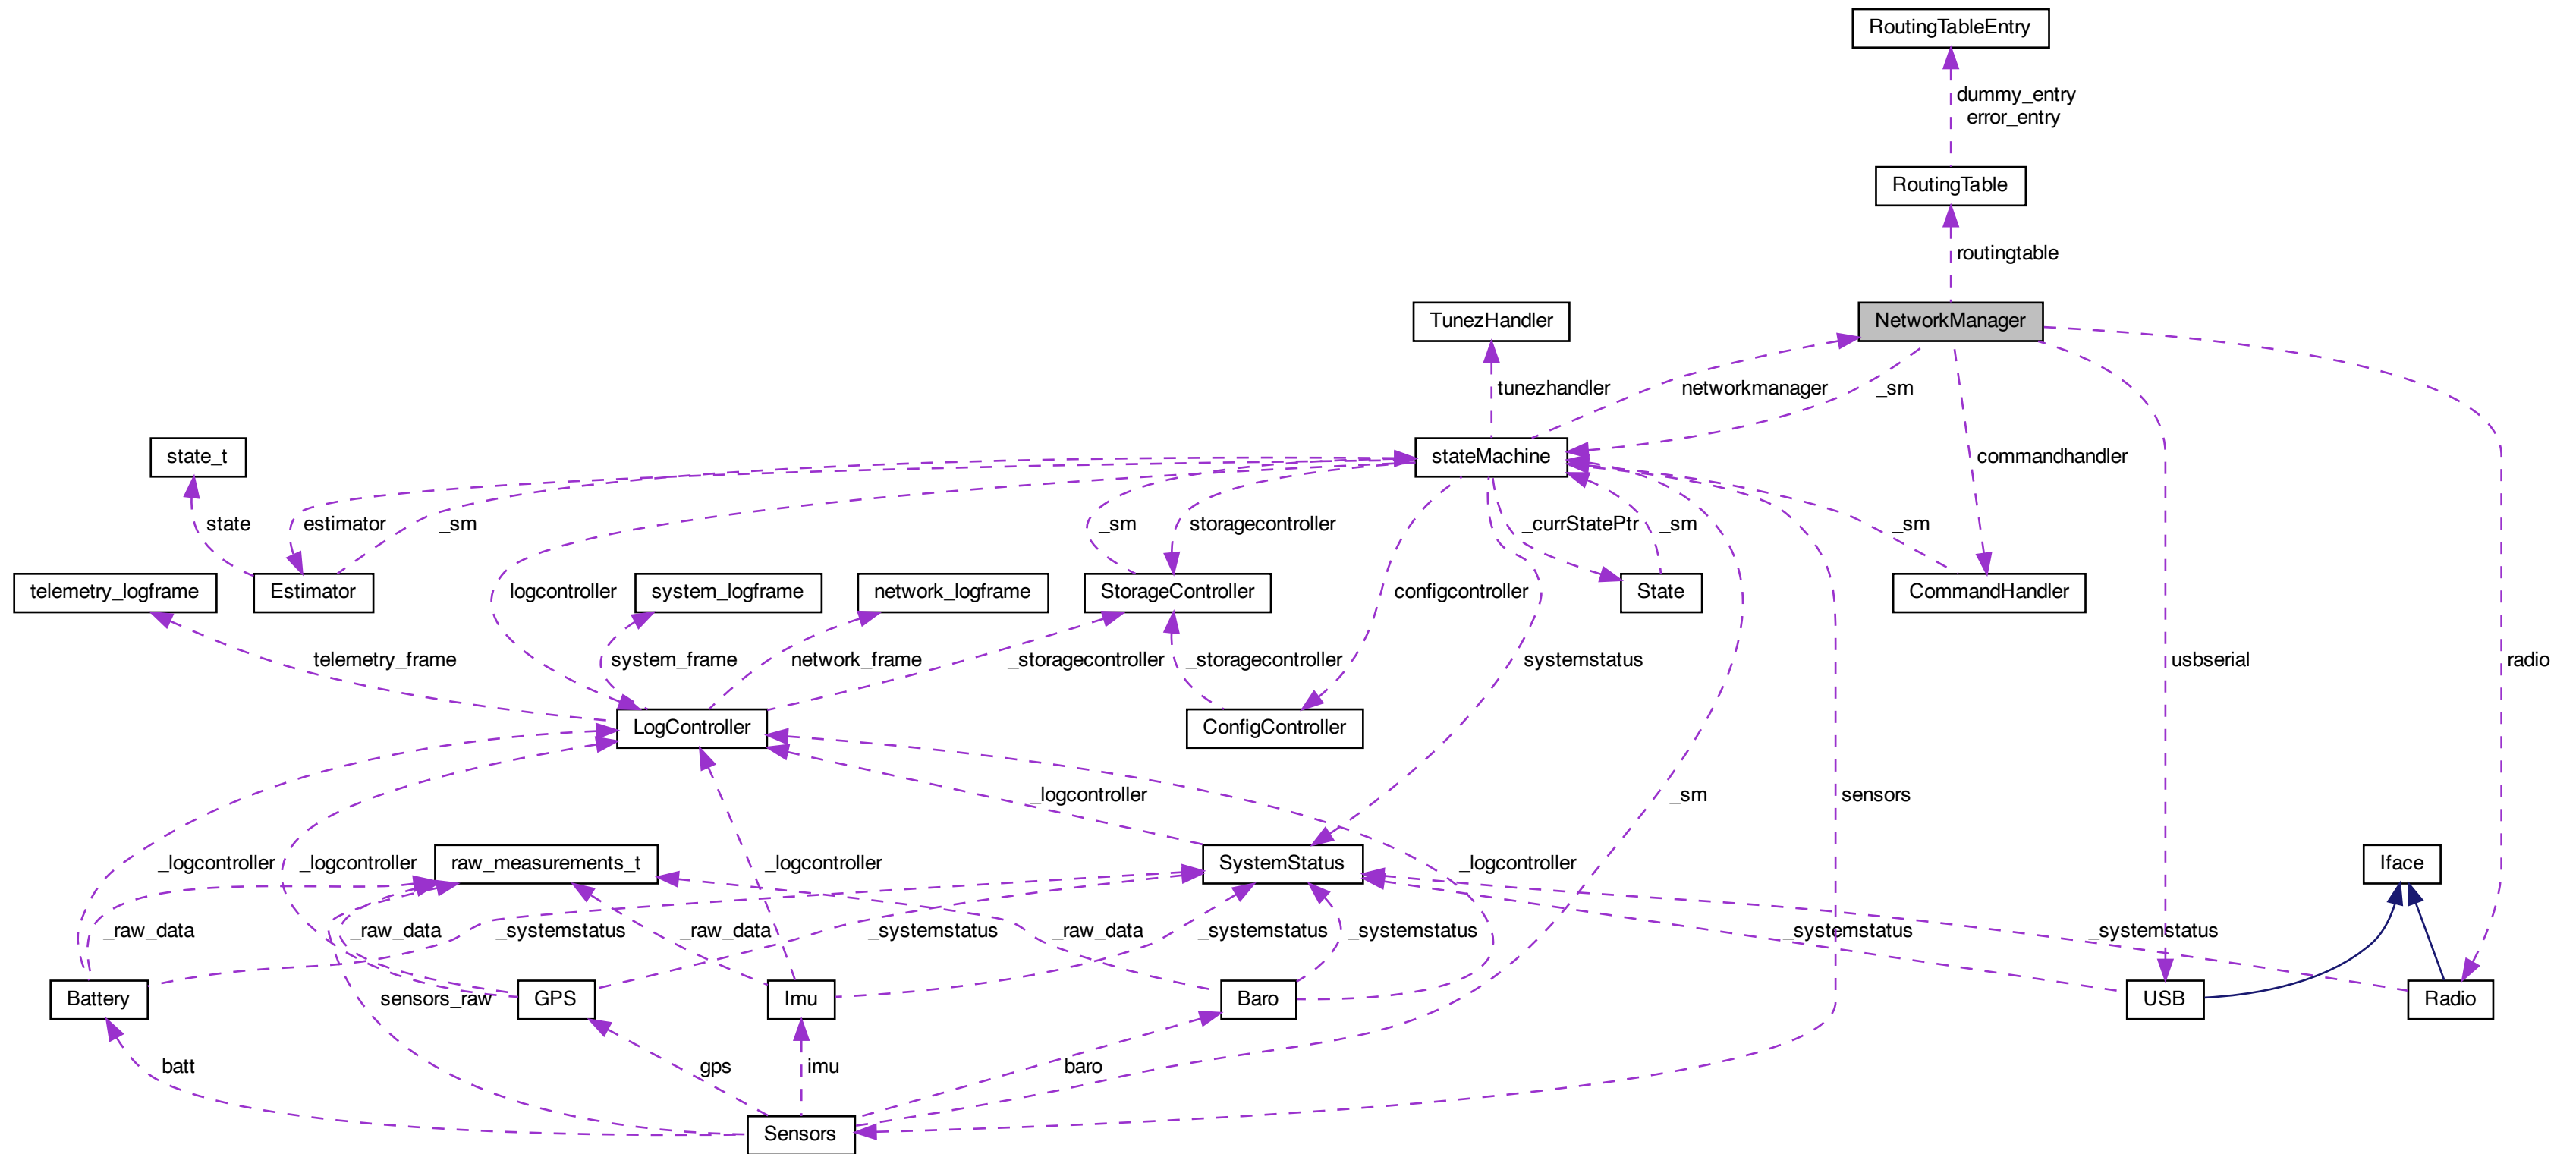 RoutingTableEntry
dummy_entry
error_entry
RoutingTable
routingtable
TunezHandler
NetworkManager
tunezhandler
networkmanager
_sm
state_t
stateMachine
commandhandler
state
estimator
_sm
_sm
storagecontroller
_currStatePtr
_sm
_sm
telemetry_logframe
Estimator
logcontroller
system_logframe
network_logframe
StorageController
configcontroller
State
CommandHandler
telemetry_frame
system_frame
network_frame
_storagecontroller
_storagecontroller
systemstatus
usbserial
radio
LogController
ConfigController
_logcontroller
_sm
sensors
_logcontroller
_logcontroller
raw_measurements_t
_logcontroller
SystemStatus
_logcontroller
Iface
_raw_data
_raw_data
_systemstatus
_raw_data
_systemstatus
_raw_data
_systemstatus
_systemstatus
_systemstatus
_systemstatus
Battery
sensors_raw
GPS
Imu
Baro
USB
Radio
batt
gps
imu
baro
Sensors